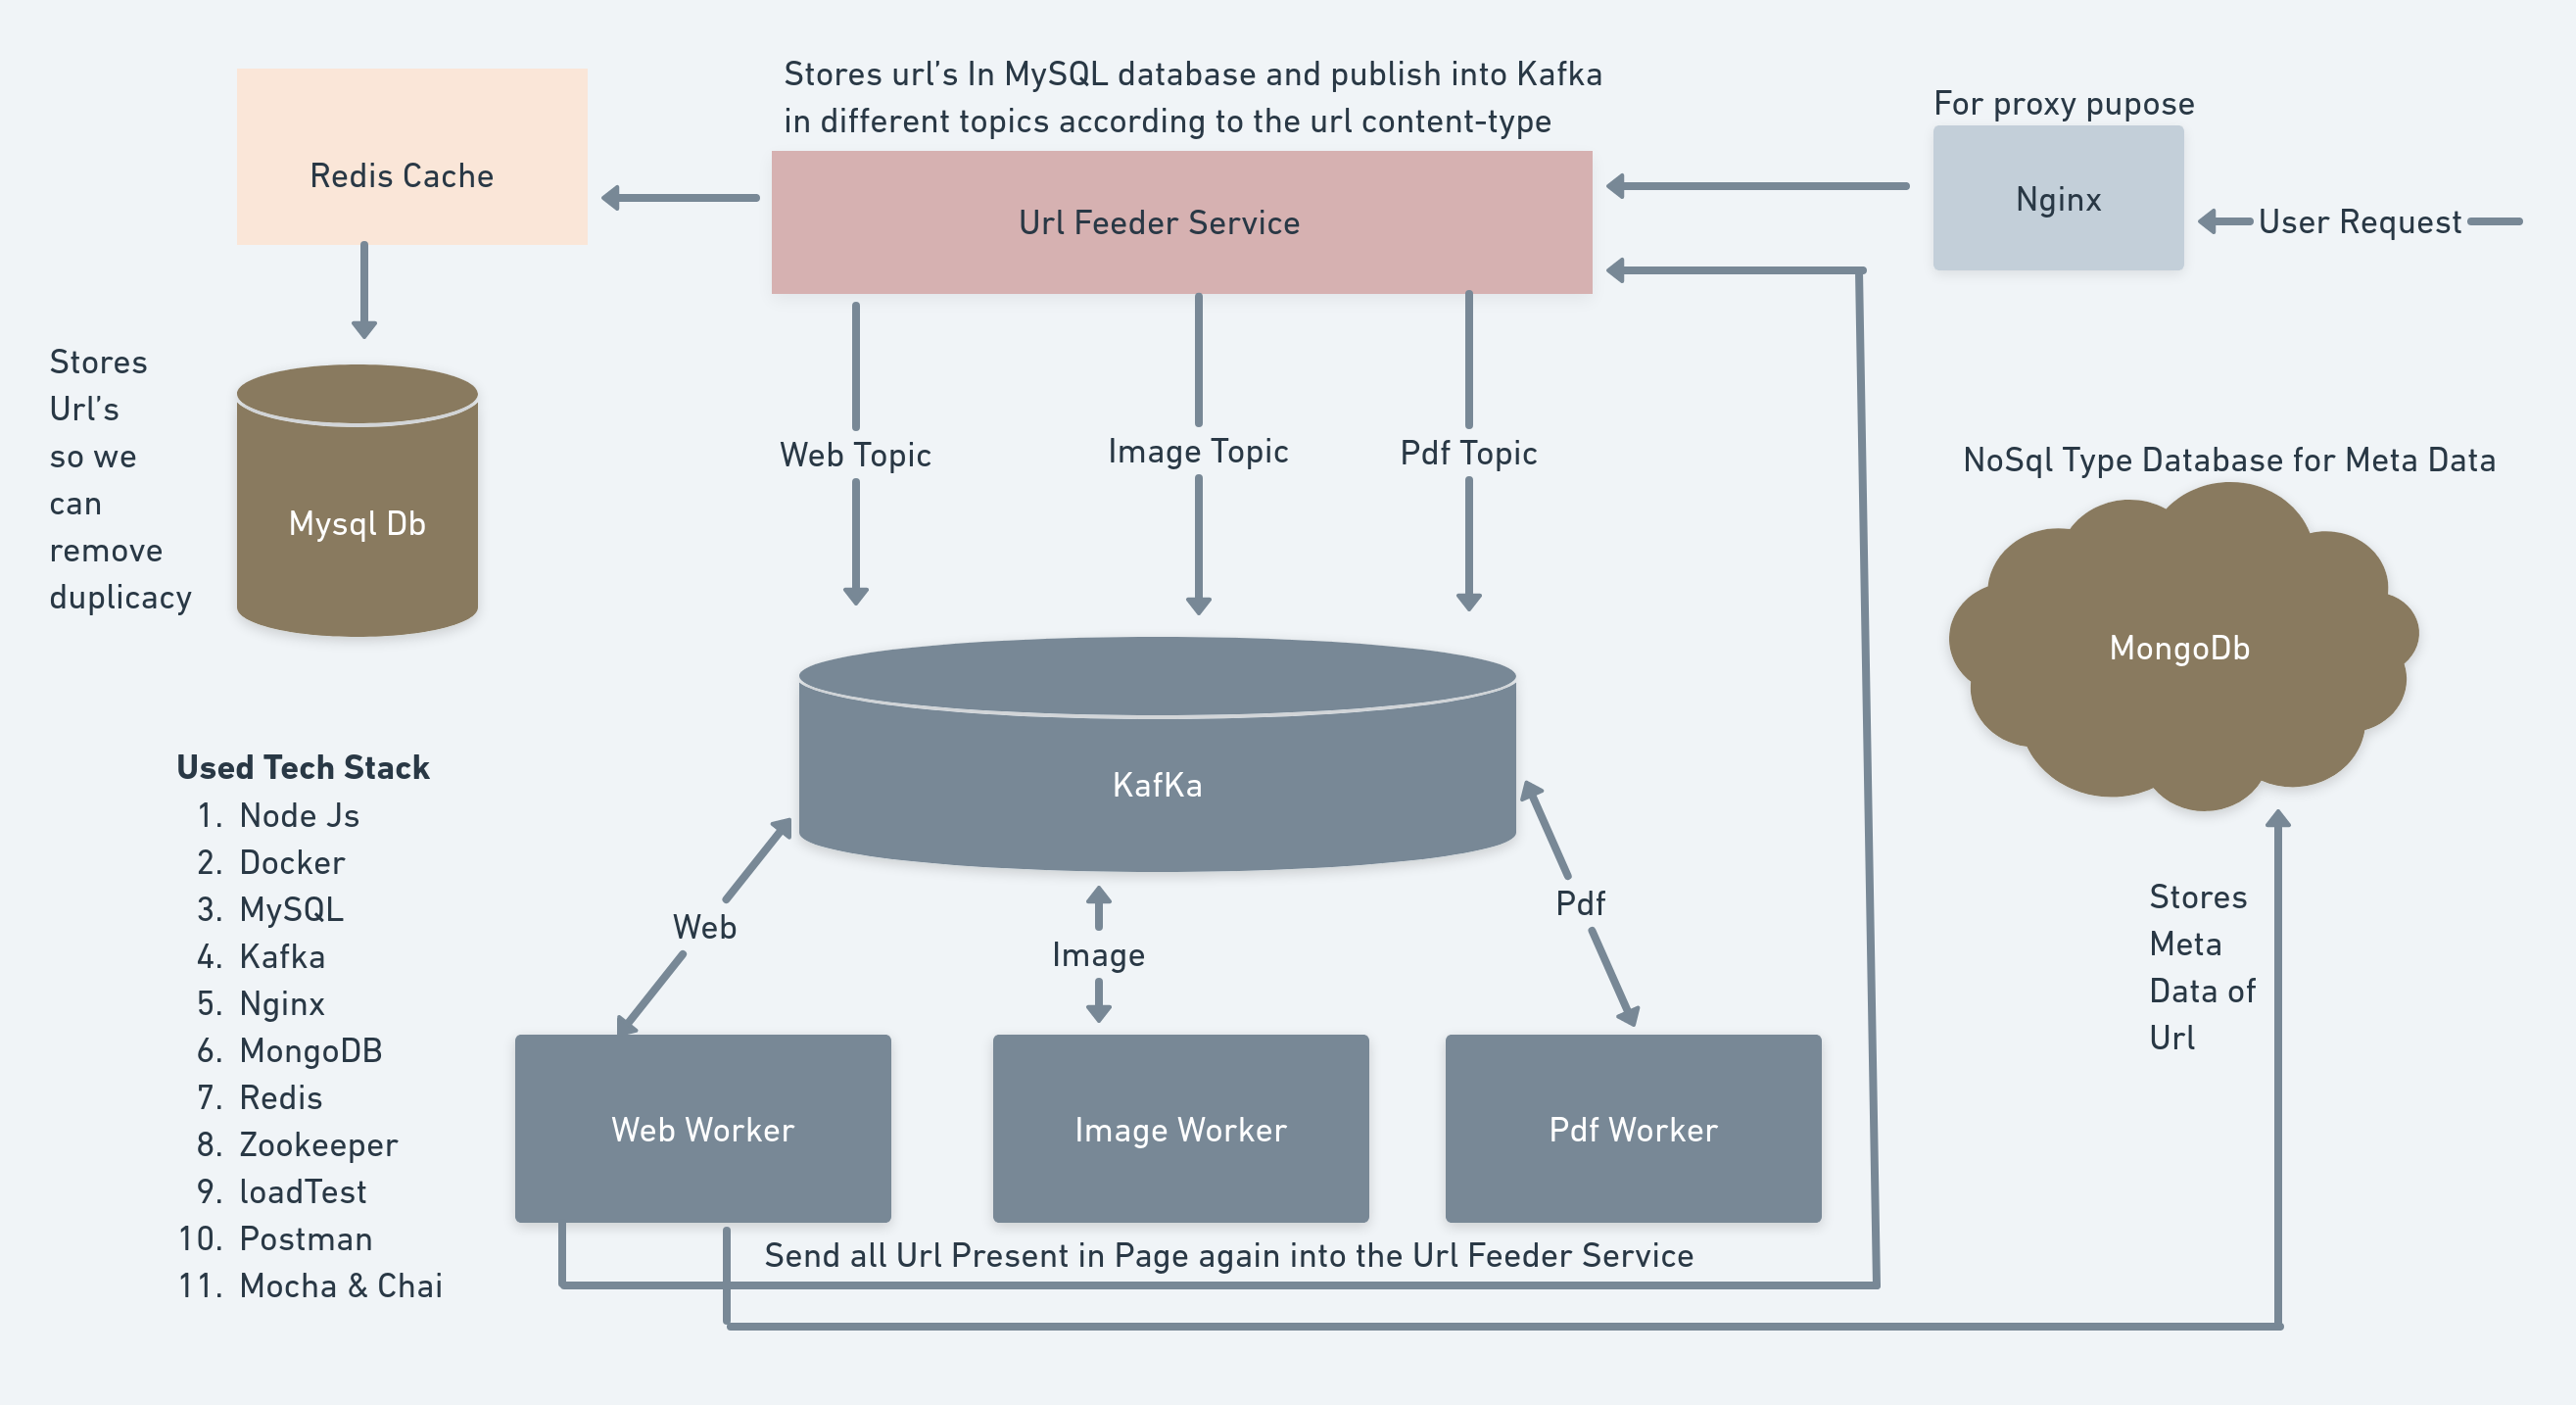 Stores url's In MySQL database and publish into Kafka
in different topics according to the url content-type
For proxy pupose
Redis Cache
Url Feeder Service
Nginx
User Request
Stores
Url's
so we
can
remove
duplicacy
Mysql Db
Web Topic
Image Topic
Pdf Topic
NoSql Type Database for Meta Data
MongoDb
KafKa
Used Tech Stack
1. Node Js
2. Docker
3. MySQL
4. Kafka
5. Nginx
6. MongoDB
7. Redis
8. Zookeeper
9. loadTest
10. Postman
11. Mocha & Chai
Web
Image
Pdf
Stores
Meta
Data of
Url
Web Worker
Image Worker
Pdf Worker
Send all Url Present in Page again into the Url Feeder Service